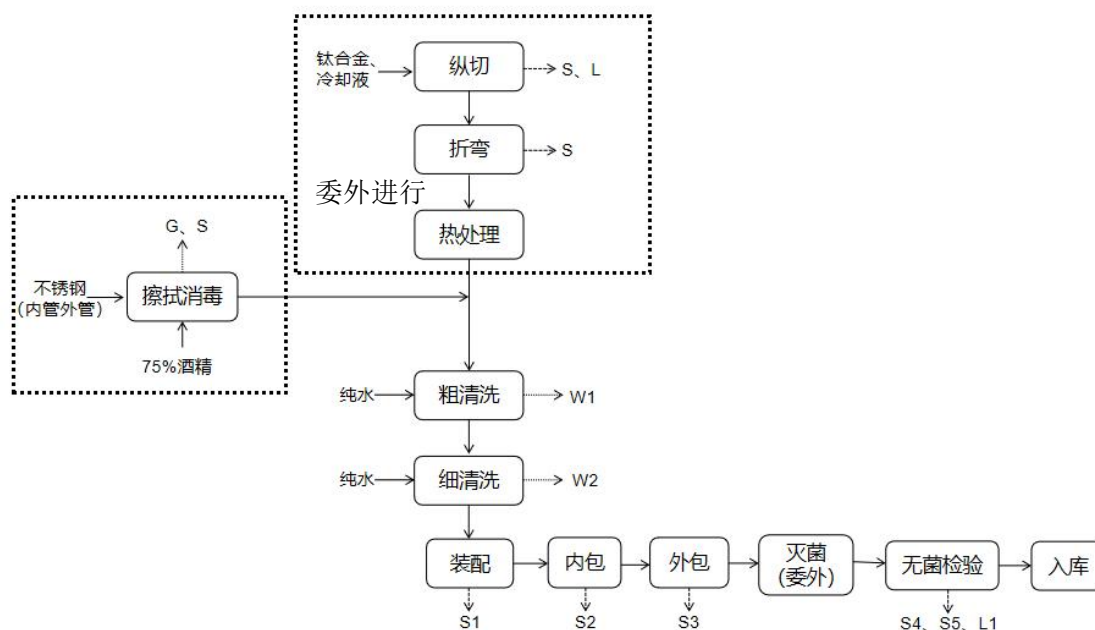 钛合金、
冷却液
纵切
S、L
折弯
S
委外进行
热处理
G、S
不锈钢
(内管外管)
擦拭消毒
75%酒精
纯水
粗清洗
W1
纯水
细清洗
W2
装配
内包
外包
灭菌
(委外)
无菌检验
入库
S1
S2
S3
S4、S5、L1